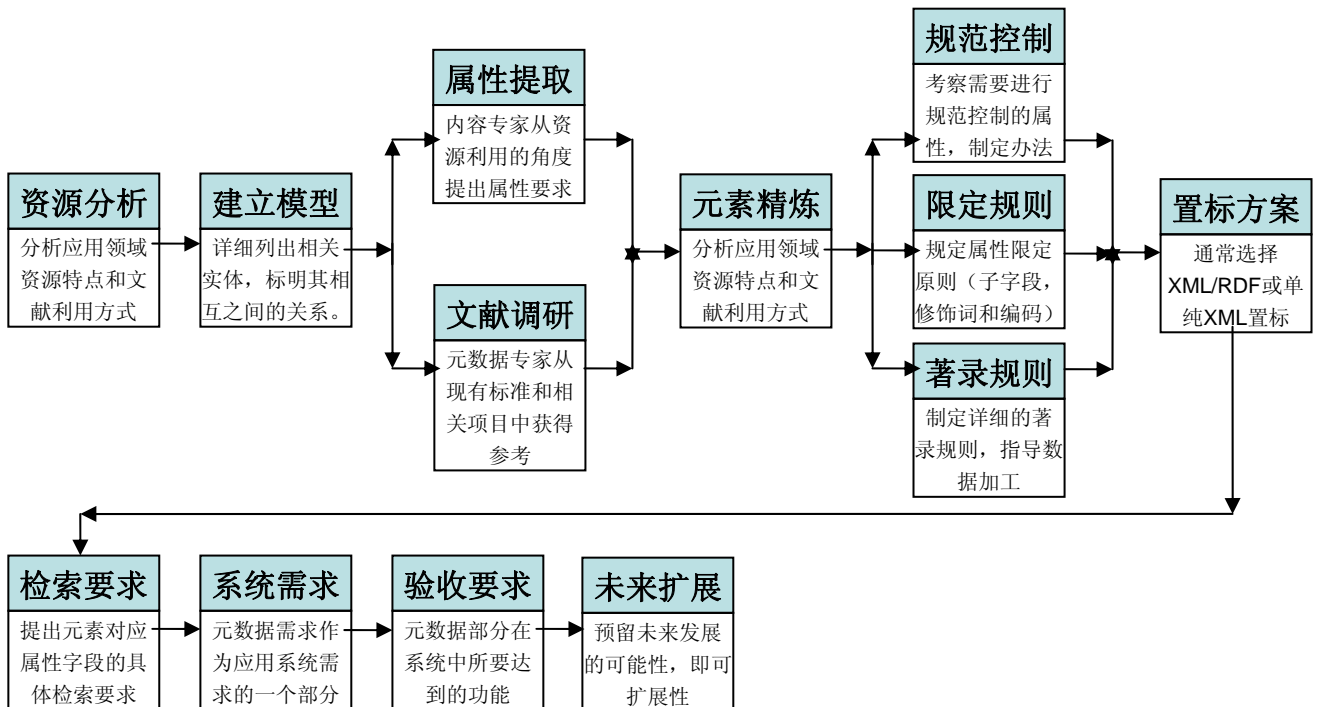 资源分析
分析应用领域
资源特点和文
献利用方式
建立模型
详细列出相关
实体，标明其相
互之间的关系。
属性提取
内容专家从资
源利用的角度
提出属性要求
文献调研
元数据专家从
现有标准和相
关项目中获得
参考
元素精炼
分析应用领域
资源特点和文
献利用方式
规范控制
考察需要进行
规范控制的属
性，制定办法
限定规则
规定属性限定
原则（子字段，
修饰词和编码）
著录规则
制定详细的著
录规则，指导数
据加工
置标方案
通常选择
XML/RDF或单
纯XML置标
检索要求
提出元素对应
属性字段的具
体检索要求
系统需求
元数据需求作
为应用系统需
求的一个部分
验收要求
元数据部分在
系统中所要达
到的功能
未来扩展
预留未来发展
的可能性，即可
扩展性